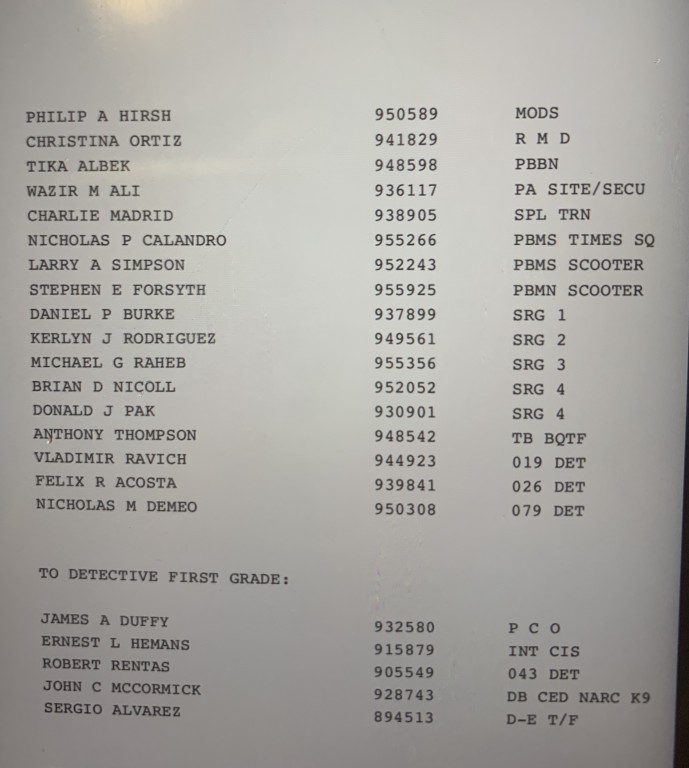 PHILIP A HIRSH 950589 MODS
CHRISTINA ORTIZ 941829 R M D
TIKA ALBEK 948598 PBBN
WAZIR M ALI 936117 PA SITE/SECU
CHARLIE MADRID 938905 SPL TRN
NICHOLAS P CALANDRO 955266 PBMS TIMES SQ
LARRY A SIMPSON 952243 PBMS SCOOTER
STEPHEN E FORSYTH 955925 PBMN SCOOTER
DANIEL P BURKE 937899 SRG 1
KERLYN J RODRIGUEZ 949561 SRG 2
MICHAEL G RAHEB 955356 SRG 3
BRIAN D NICOLL 952052 SRG 4
DONALD J PAK 930901 SRG 4
ANTHONY THOMPSON 948542 TB BQTF
VLADIMIR RAVICH 944923 019 DET
FELIX R ACOSTA 939841 026 DET
NICHOLAS M DEMEO 950308 079 DET
TO DETECTIVE FIRST GRADE:
JAMES A DUFFY 932580 P C O
ERNEST L HEMANS 915879 INT CIS
ROBERT RENTAS 905549 043 DET
JOHN C MCCORMICK 928743 DB CED NARC K9
SERGIO ALVAREZ 894513 D-E T/F